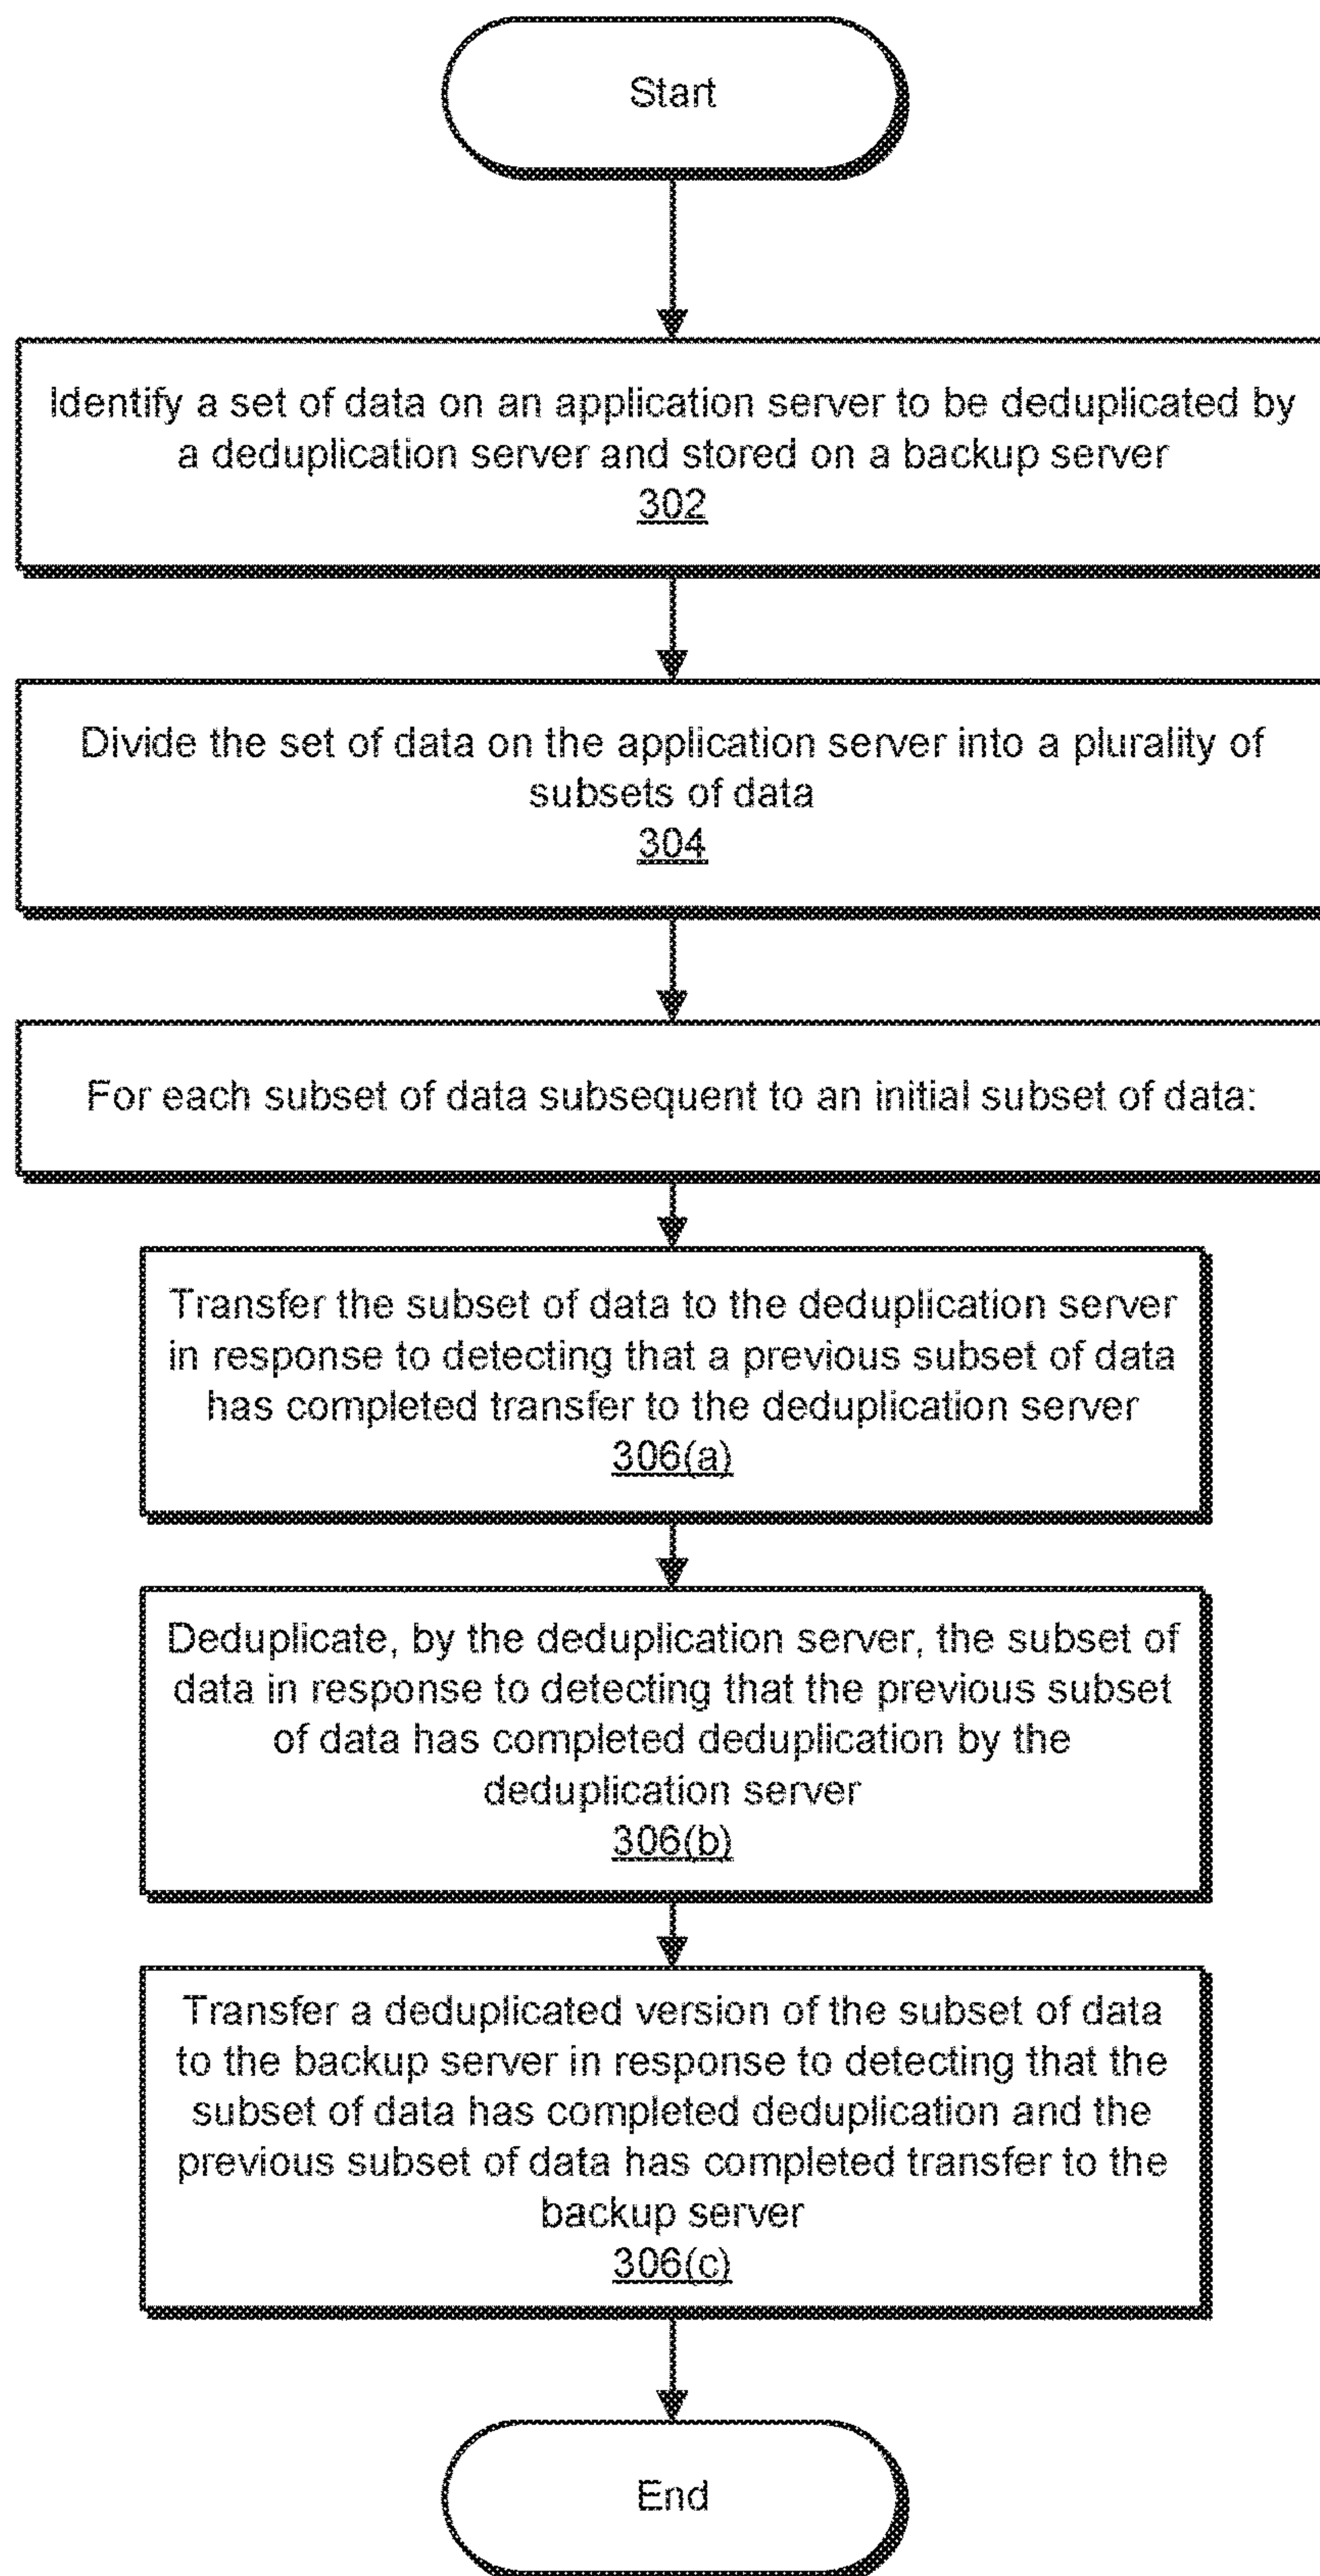 Start
Identify a set of data on an application server to be deduplicated by
a deduplication server and stored on a backup server
302
Divide the set of data on the application server into a plurality of
subsets of data
304
For each subset of data subsequent to an initial subset of data:
Transfer the subset of data to the deduplication server
in response to detecting that a previous subset of data
has completed transfer to the deduplication server
306(a)
Deduplicate, by the deduplication server, the subset of
data in response to detecting that the previous subset
of data has completed deduplication by the
deduplication server
306(b)
Transfer a deduplicated version of the subset of data
to the backup server in response to detecting that the
subset of data has completed deduplication and the
previous subset of data has completed transfer to the
backup server
306(c)
End